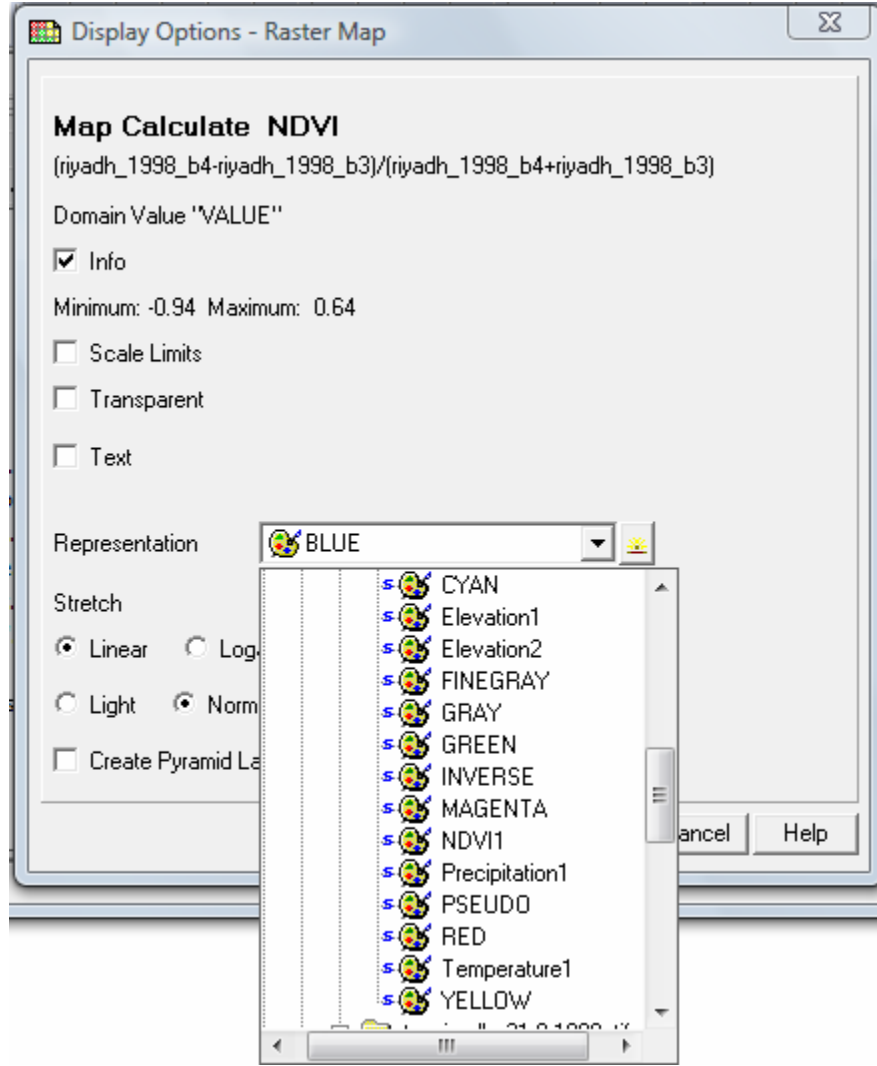 Display Options - Raster Map
Map Calculate NDVI
(riyadh_1998_b4-riyadh_1998_b3)/(riyadh_1998_b4+riyadh_1998_b3)
Domain Value "VALUE"
Info
Minimum: -0.94 Maximum: 0.64
Scale Limits
Transparent
Text
Representation BLUE
CYAN
Stretch
Elevation1
Linear Loga
Elevation2
FINEGRAY
Light Norm
GRAY
GREEN
Create Pyramid La
INVERSE
MAGENTA
NDVI1
ancel Help
Precipitation1
PSEUDO
RED
Temperature1
YELLOW